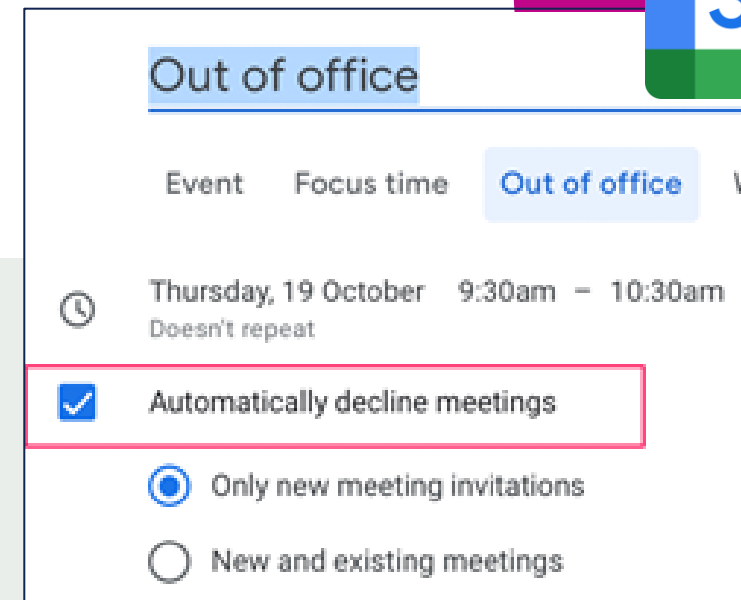 Out of office
Event Focus time Out of office
Thursday, 19 October 9:30am – 10:30am
Doesn't repeat
Automatically decline meetings
Only new meeting invitations
New and existing meetings